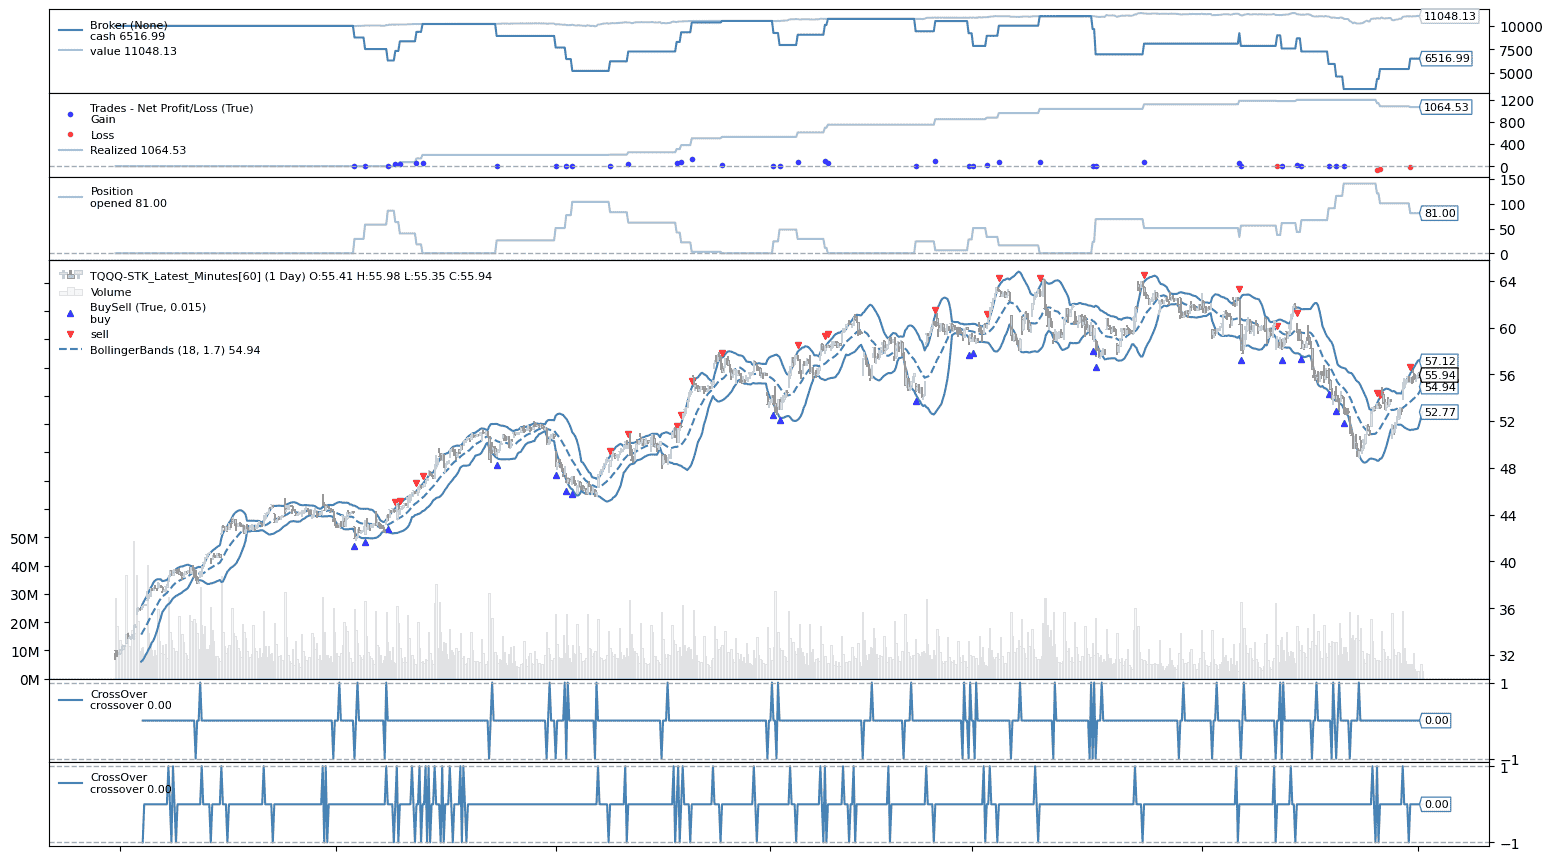 Broker (None)
cash 6516.99
value 11048.13
11048.13
10000
7500
6516.99
5000
Trades - Net Profit/Loss (True)
Gain
Loss
Realized 1064.53
1200
1064.53
800
400
0
Position
opened 81.00
150
100
81.00
50
0
TQQQ-STK_Latest_Minutes[60] (1 Day) O:55.41 H:55.98 L:55.35 C:55.94
Volume
BuySell (True, 0.015)
buy
sell
BollingerBands (18, 1.7) 54.94
64
60
57.12
56
55.94
54.94
52.77
52
48
44
40
36
32
50M
40M
30M
20M
10M
0M
CrossOver
crossover 0.00
1
0.00
−1
CrossOver
crossover 0.00
1
0.00
−1